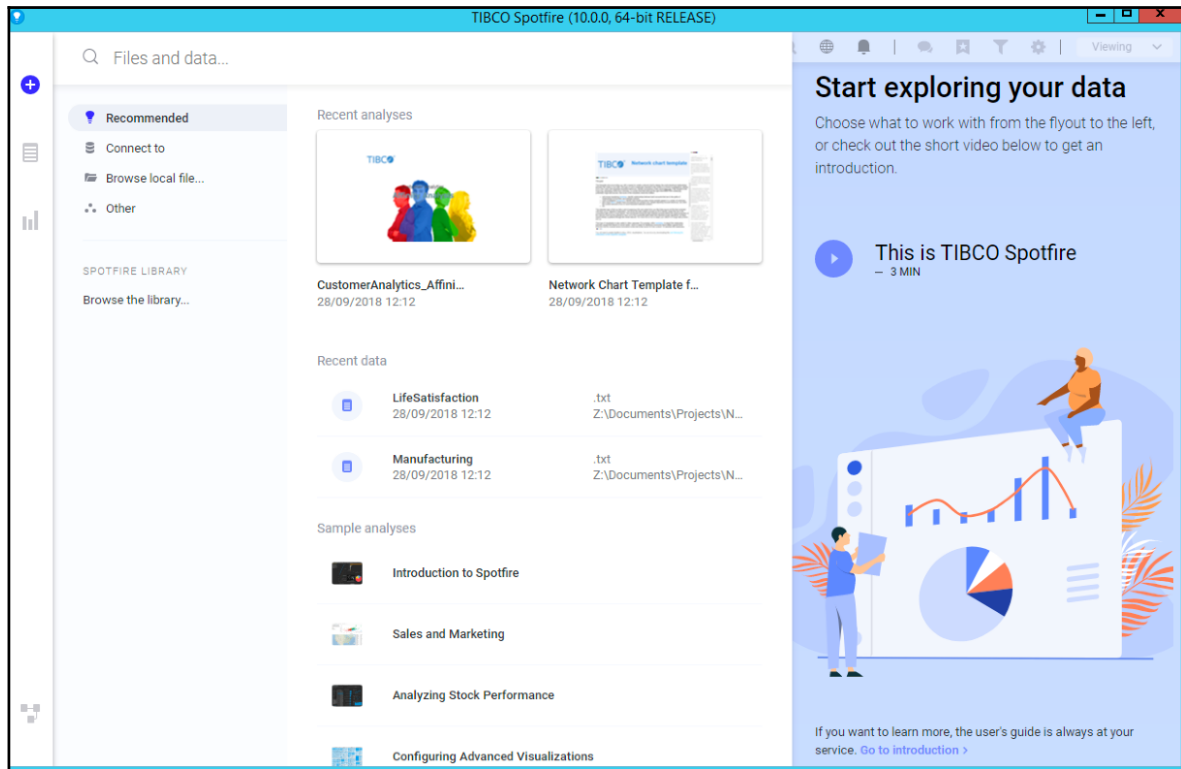 TIBCO Spotfire (10.0.0, 64-bit RELEASE)
Files and data...
Viewing
Recommended
Connect to
Browse local file...
Other
SPOTFIRE LIBRARY
Browse the library...
Recent analyses
TIBCO
TIBCO Network chart template
CustomerAnalytics_Affini...
28/09/2018 12:12
Network Chart Template f...
28/09/2018 12:12
Recent data
LifeSatisfaction
28/09/2018 12:12
.txt
Z:\Documents\Projects\N...
Manufacturing
28/09/2018 12:12
.txt
Z:\Documents\Projects\N...
Sample analyses
Introduction to Spotfire
Sales and Marketing
Analyzing Stock Performance
Configuring Advanced Visualizations
Start exploring your data
Choose what to work with from the flyout to the left,
or check out the short video below to get an
introduction.
This is TIBCO Spotfire
— 3 MIN
If you want to learn more, the user's guide is always at your
service. Go to introduction >